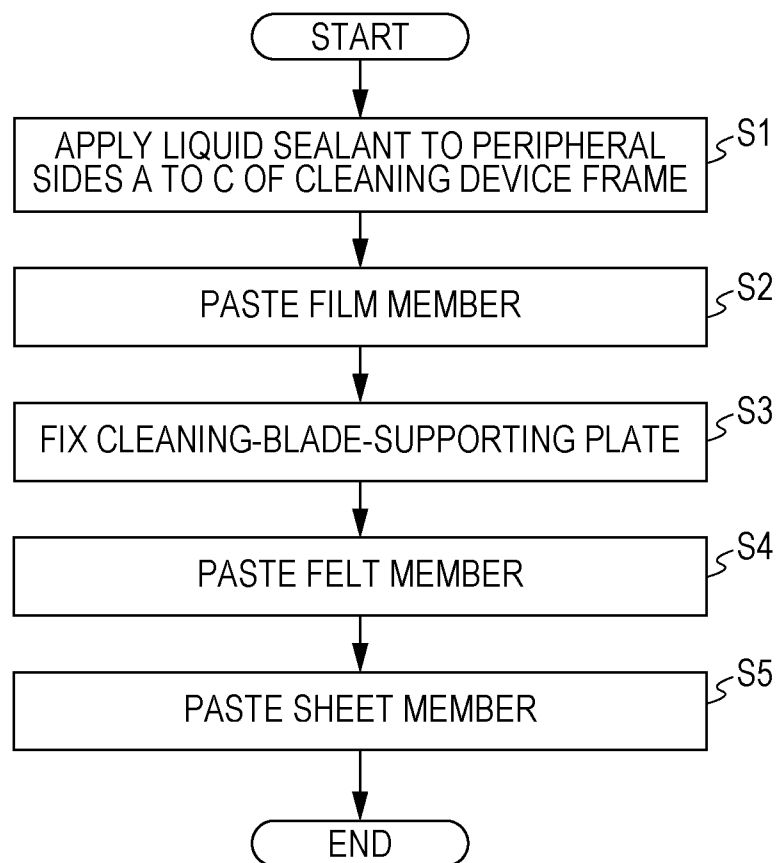 START
APPLY LIQUID SEALANT TO PERIPHERAL
SIDES A TO C OF CLEANING DEVICE FRAME
S1
PASTE FILM MEMBER
S2
FIX CLEANING-BLADE-SUPPORTING PLATE
S3
PASTE FELT MEMBER
S4
PASTE SHEET MEMBER
S5
END